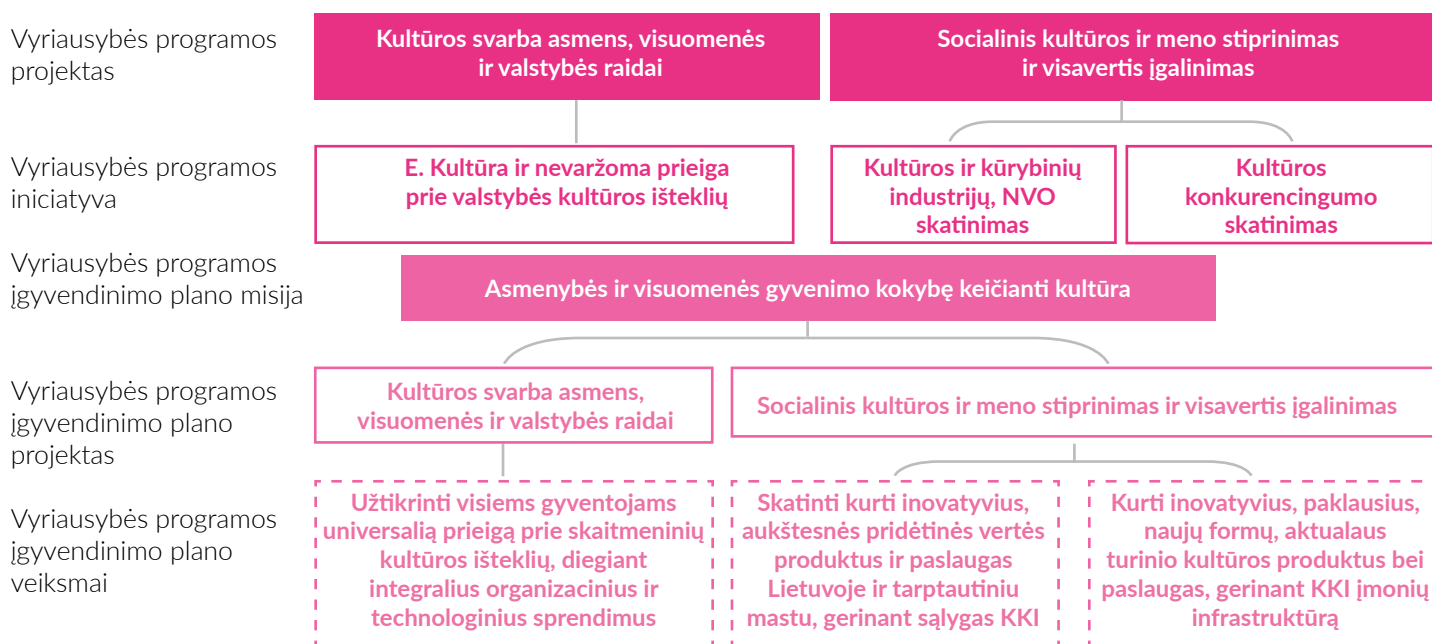 Vyriausybės programos
projektas
Kultūros svarba asmens, visuomenės
ir valstybės raidai
Socialinis kultūros ir meno stiprinimas
ir visavertis įgalinimas
Vyriausybės programos
iniciatyva
E. Kultūra ir nevaržoma prieiga
prie valstybės kultūros išteklių
Kultūros ir kūrybinių
industrijų, NVO
skatinimas
Kultūros
konkurencingumo
skatinimas
Vyriausybės programos
įgyvendinimo plano misija
Asmenybės ir visuomenės gyvenimo kokybę keičianti kultūra
Vyriausybės programos
įgyvendinimo plano
projektas
Kultūros svarba asmens,
visuomenės ir valstybės raidai
Socialinis kultūros ir meno stiprinimas ir visavertis įgalinimas
Vyriausybės programos
įgyvendinimo plano
veiksmai
Užtikrinti visiems gyventojams
universalią prieigą prie skaitmeninių
kultūros išteklių, diegiant
integralius organizacinius ir
technologinius sprendimus
Skatinti kurti inovatyvius,
aukštesnės pridėtinės vertės
produktus ir paslaugas
Lietuvoje ir tarptautiniu
mastu, gerinant sąlygas KKI
Kurti inovatyvius, paklausius,
naujų formų, aktualaus
turinio kultūros produktus bei
paslaugas, gerinant KKI įmonių
infrastruktūrą